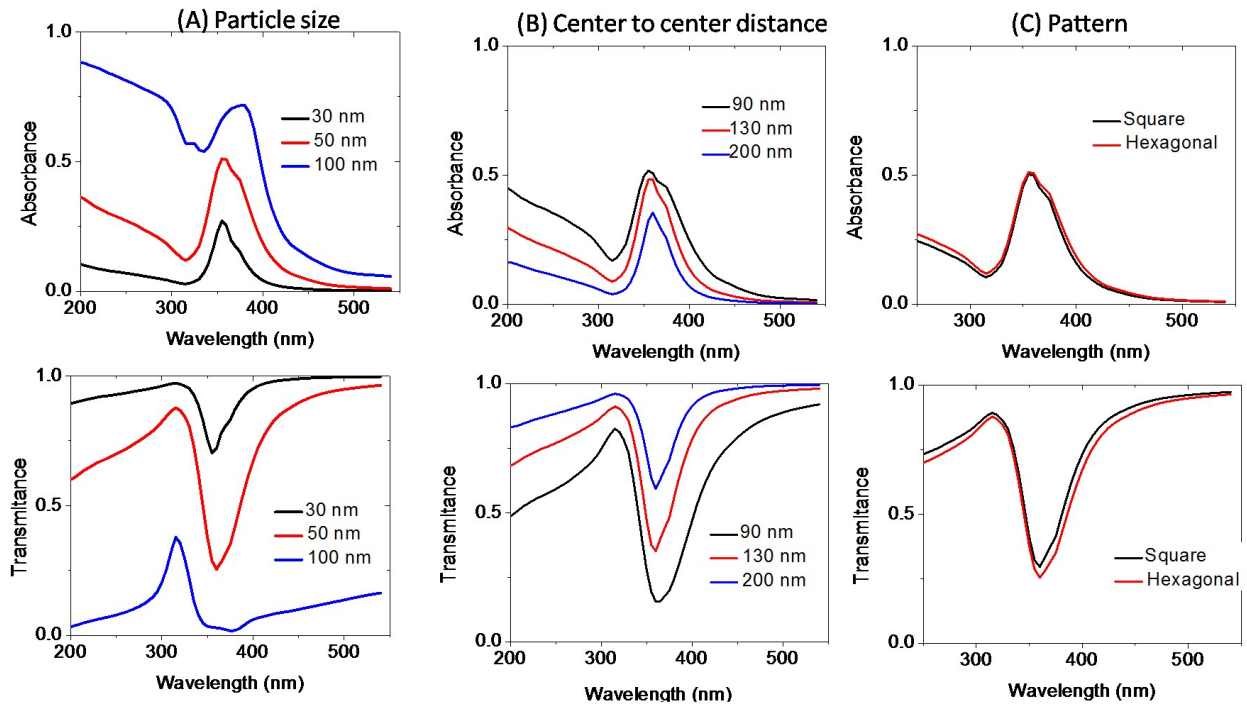 (A) Particle size
(B) Center to center distance
(C) Pattern
1.0
0.5
0.0
Absorbance
30 nm
50 nm
100 nm
200
300
400
500
Wavelength (nm)
1.0
0.5
0.0
Absorbance
90 nm
130 nm
200 nm
200
300
400
500
Wavelength (nm)
1.0
0.5
0.0
Absorbance
Square
Hexagonal
300
400
500
Wavelength (nm)
1.0
0.5
0.0
Transmitance
30 nm
50 nm
100 nm
200
300
400
500
Wavelength (nm)
1.0
0.5
0.0
Transmitance
90 nm
130 nm
200 nm
200
300
400
500
Wavelength (nm)
1.0
0.5
0.0
Transmitance
Square
Hexagonal
300
400
500
Wavelength (nm)